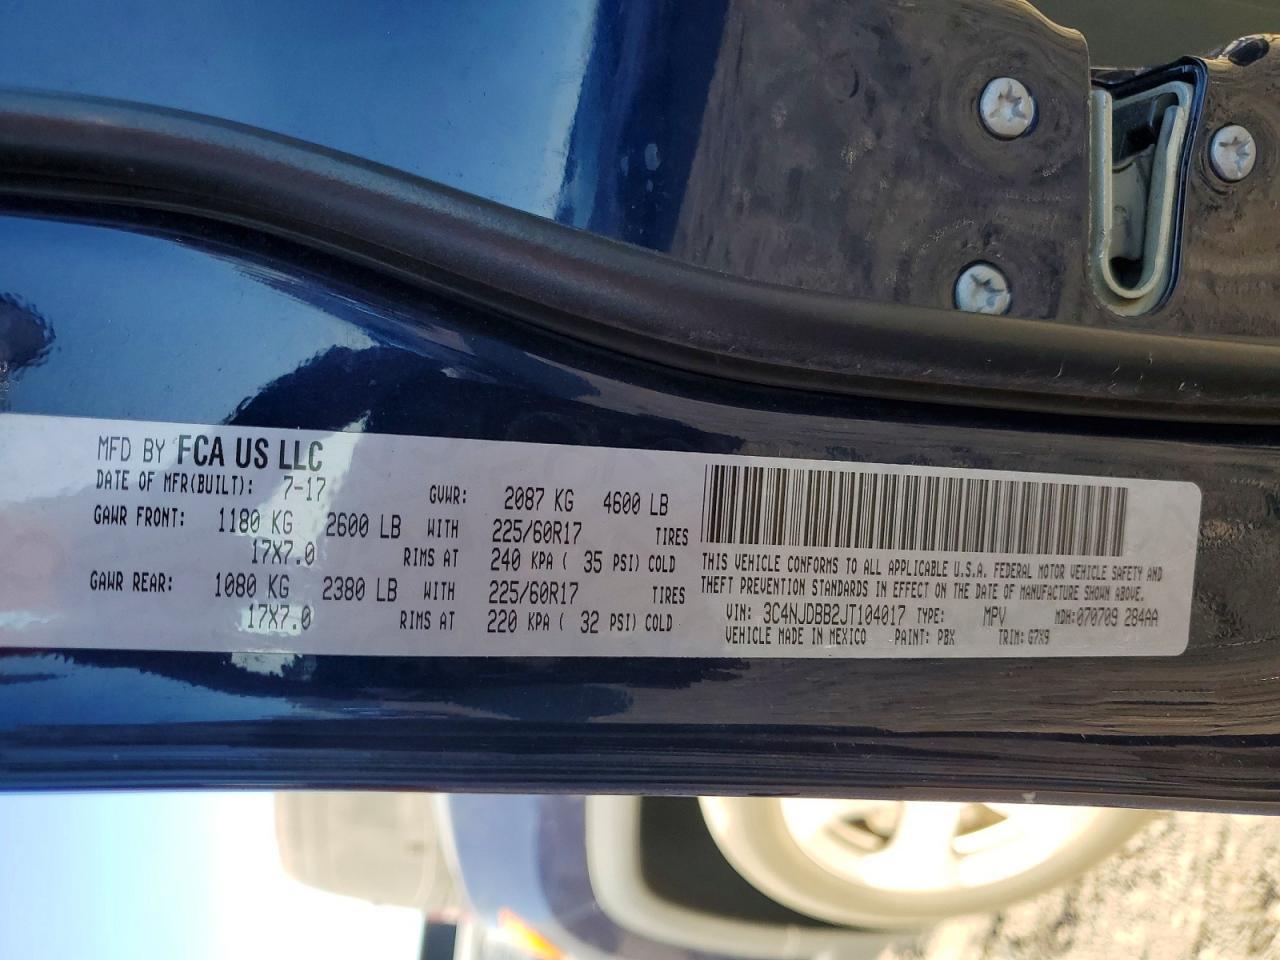 MFD BY FCA US LLC
DATE OF MFR(BUILT): 7-17 GVWR: 2087 KG 4600 LB
GAWR FRONT: 1180 KG 2600 LB WITH 225/60R17 TIRES
17X7.0 RIMS AT 240 KPA ( 35 PSI) COLD
GAWR REAR: 1080 KG 2380 LB WITH 225/60R17 TIRES
17X7.0 RIMS AT 220 KPA ( 32 PSI) COLD
THIS VEHICLE CONFORMS TO ALL APPLICABLE U.S.A. FEDERAL MOTOR VEHICLE SAFETY AND
THEFT PREVENTION STANDARDS IN EFFECT ON THE DATE OF MANUFACTURE SHOWN ABOVE.
VIN: 3C4NJDBB2JT104017 TYPE: MPV MDH:070709 284AA
VEHICLE MADE IN MEXICO PAINT: PBX TRIM: G7X9